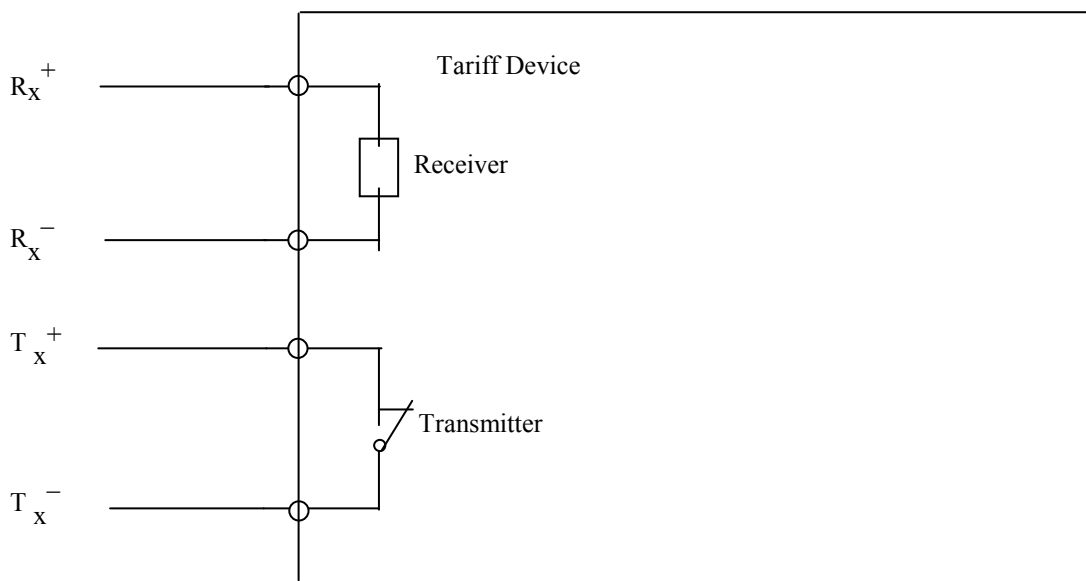 Tariff Device
Rx+
Receiver
Rx−
Tx+
Transmitter
Tx−